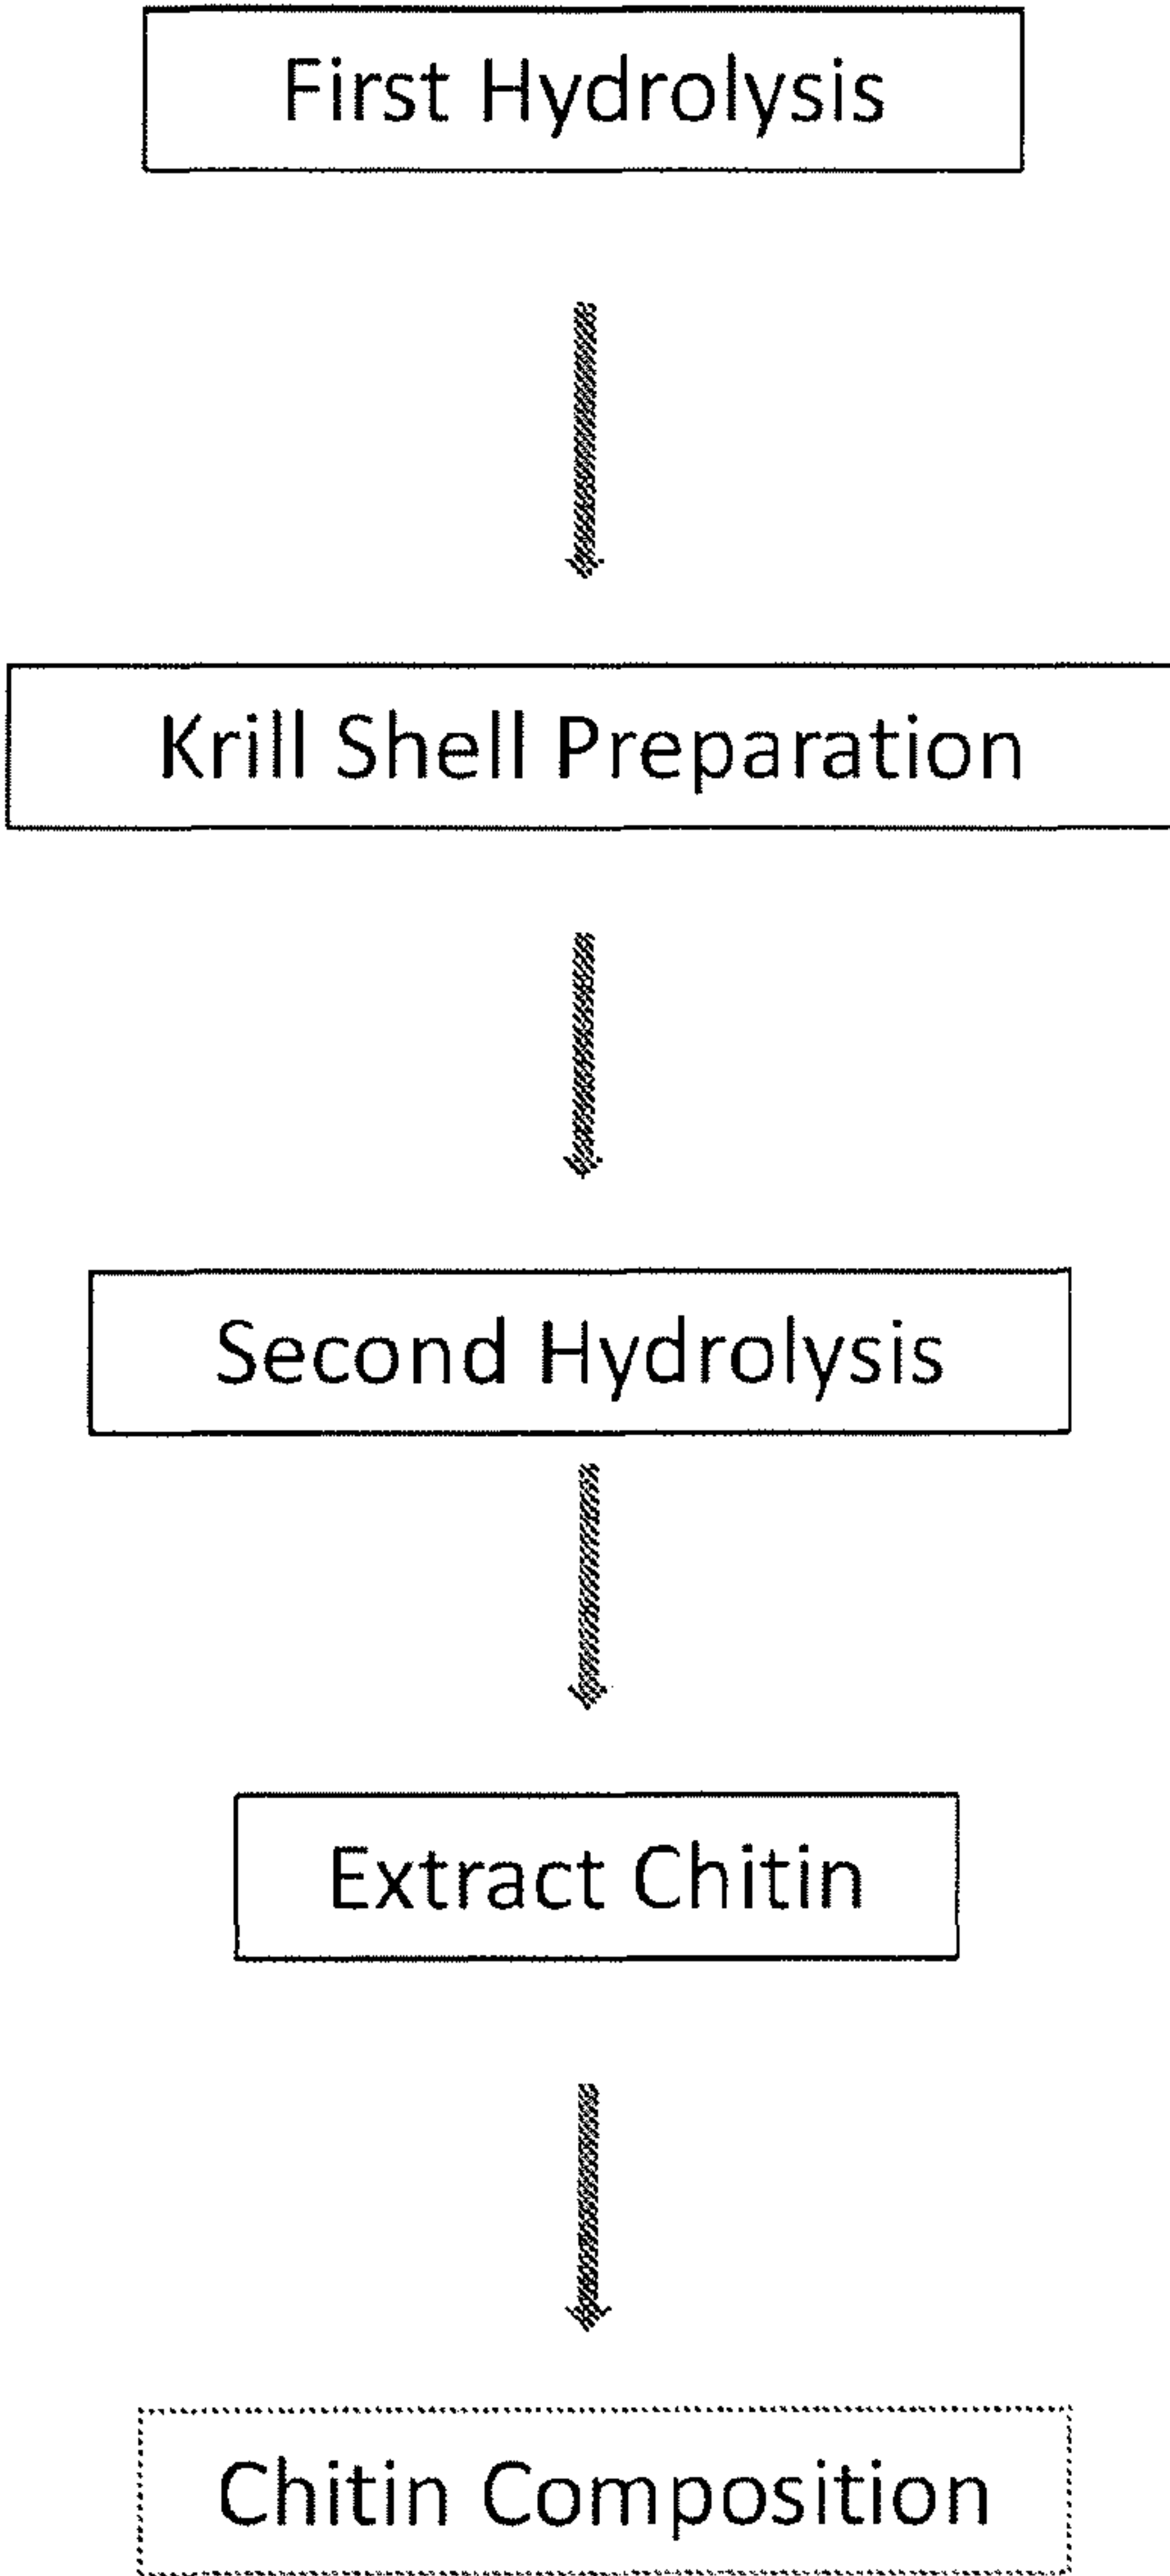 First Hydrolysis
Krill Shell Preparation
Second Hydrolysis
Extract Chitin
Chitin Composition